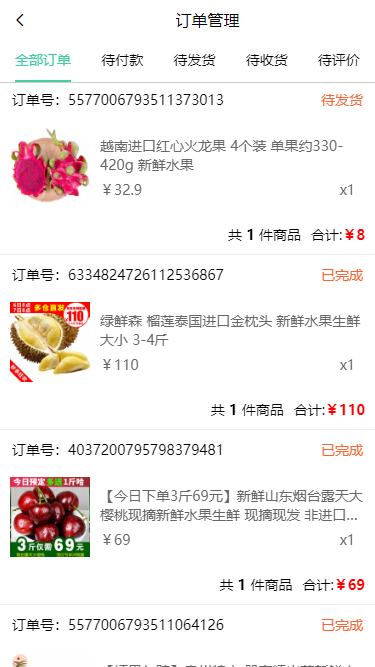 订单管理
全部订单 待付款 待发货 待收货 待评价
订单号：5577006793511373013 待发货
越南进口红心火龙果 4个装 单果约330-
420g 新鲜水果
￥32.9 x1
共 1 件商品 合计:￥8
订单号：6334824726112536867 已完成
多仓直发
110
绿鲜森 榴莲泰国进口金枕头 新鲜水果生鲜
大小 3-4斤
￥110 x1
共 1 件商品 合计:￥110
订单号：4037200795798379481 已完成
今日预定 多送1斤哈
3斤仅需69元
【今日下单3斤69元】新鲜山东烟台露天大
樱桃现摘新鲜水果生鲜 现摘现发 非进口...
￥69 x1
共 1 件商品 合计:￥69
订单号：5577006793511064126 已完成